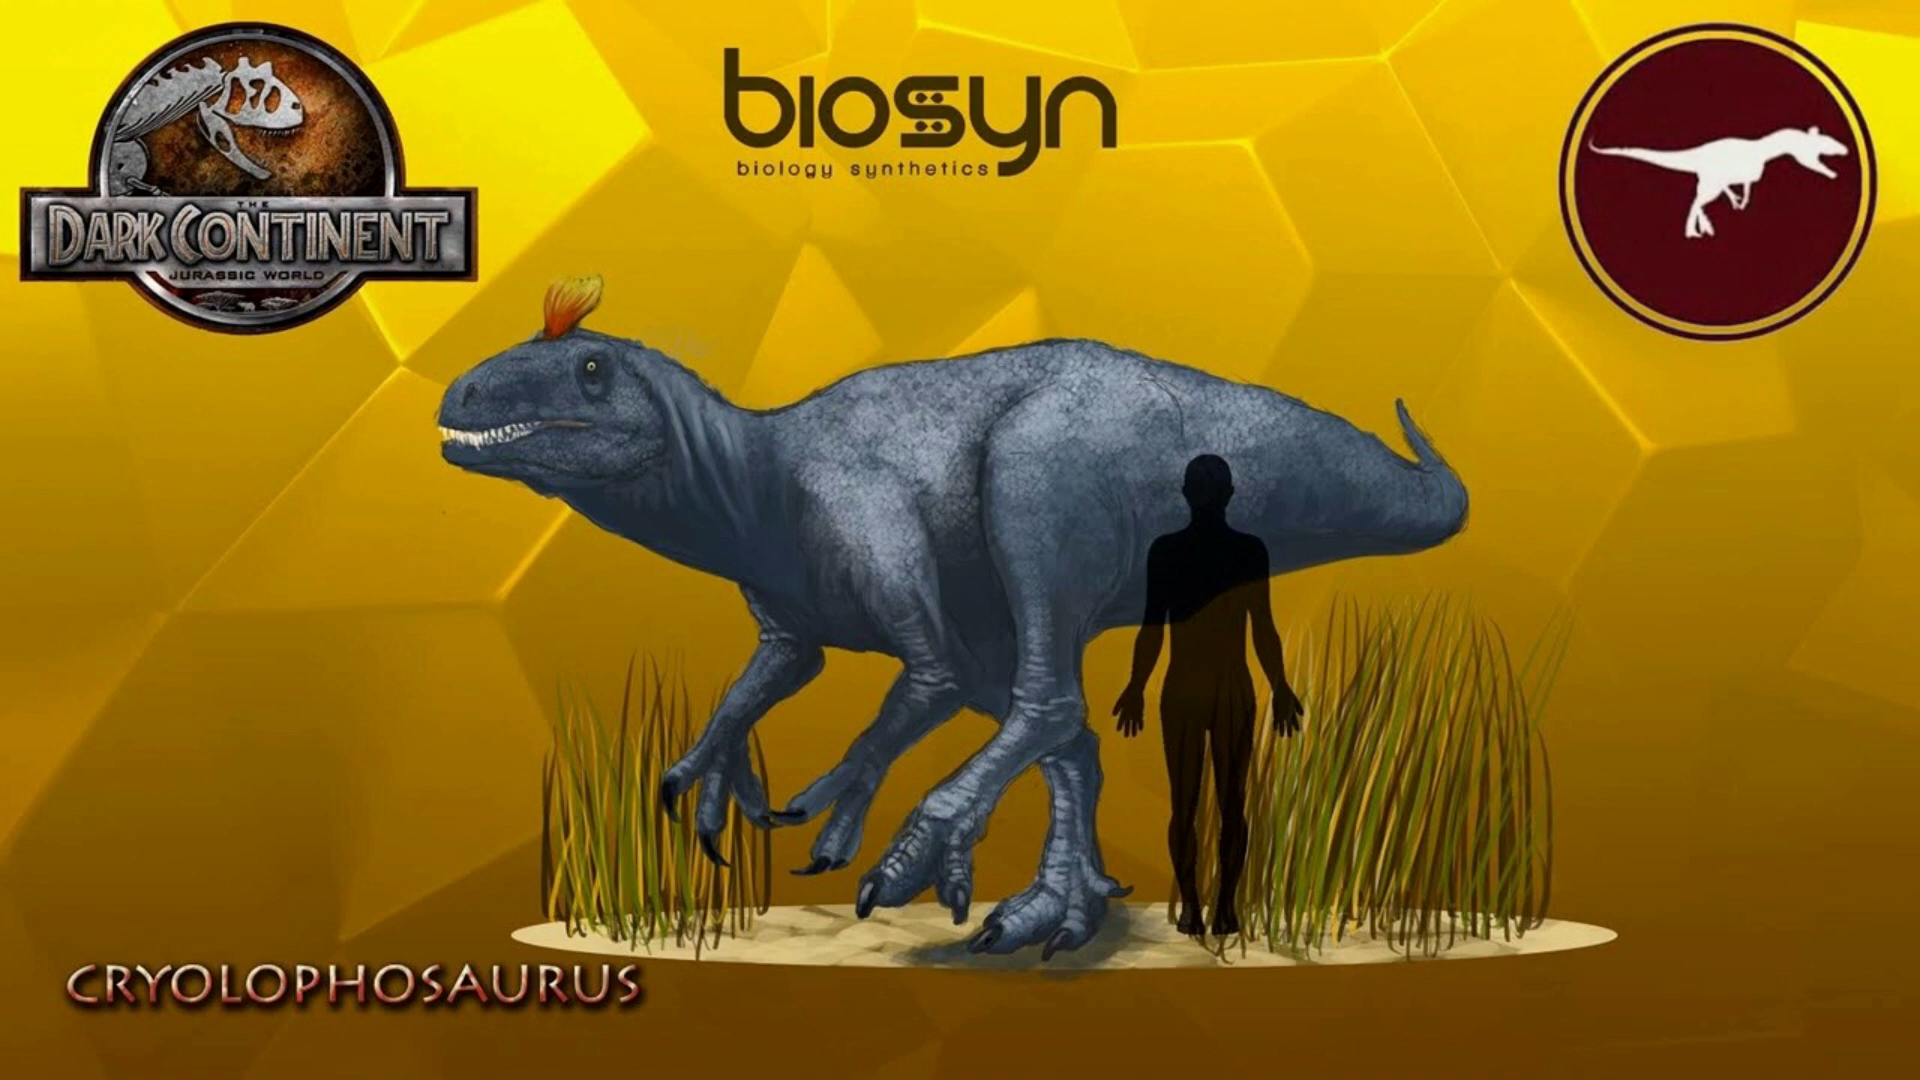 THE
DARK CONTINENT
JURASSIC WORLD
biosyn
biology synthetics
CRYOLOPHOSAURUS